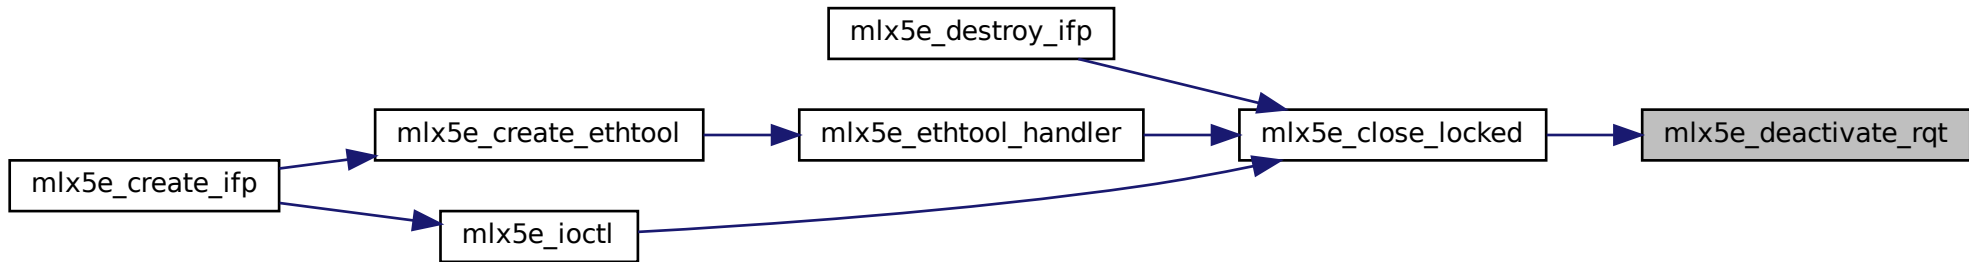 mlx5e_destroy_ifp
mlx5e_create_ethtool
mlx5e_ethtool_handler
mlx5e_close_locked
mlx5e_deactivate_rqt
mlx5e_create_ifp
mlx5e_ioctl